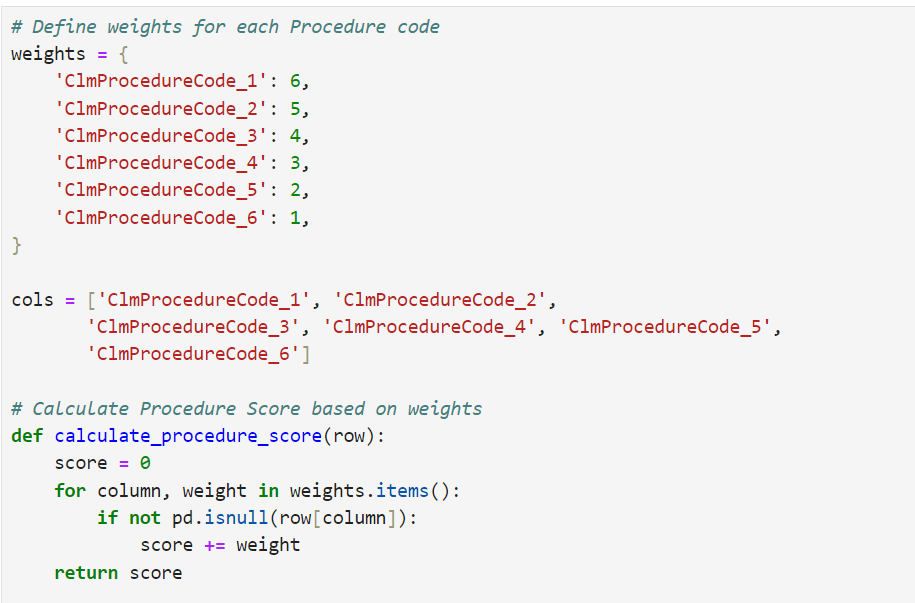 # Define weights for each Procedure code
weights = {
    'ClmProcedureCode_1': 6,
    'ClmProcedureCode_2': 5,
    'ClmProcedureCode_3': 4,
    'ClmProcedureCode_4': 3,
    'ClmProcedureCode_5': 2,
    'ClmProcedureCode_6': 1,
}

cols = ['ClmProcedureCode_1', 'ClmProcedureCode_2',
       'ClmProcedureCode_3', 'ClmProcedureCode_4', 'ClmProcedureCode_5',
       'ClmProcedureCode_6']

# Calculate Procedure Score based on weights
def calculate_procedure_score(row):
    score = 0
    for column, weight in weights.items():
        if not pd.isnull(row[column]):
            score += weight
    return score